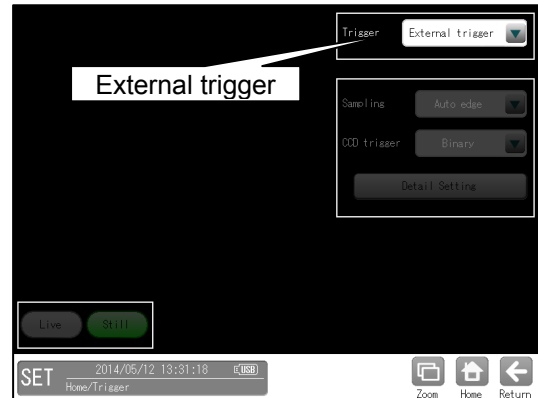 Trigger External trigger
External trigger
Sampling Auto edge
CCD trigger Binary
Detail Setting
Live Still
SET 2014/05/12 13:31:18 USB
Home/Trigger
Zoom Home Return